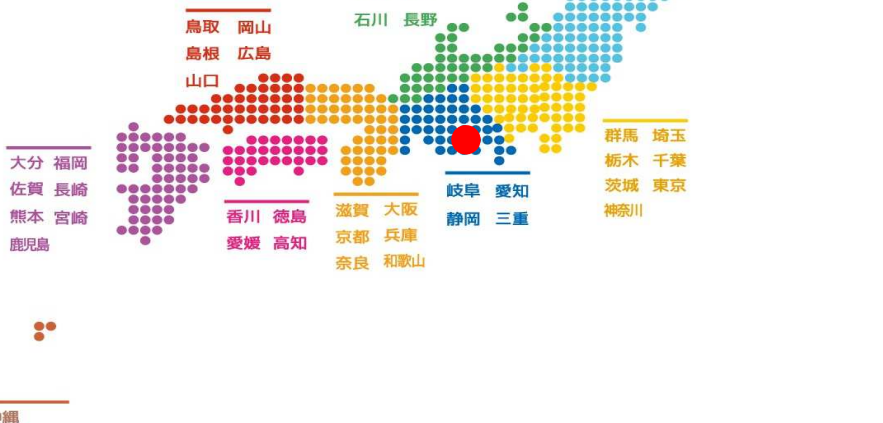 石川 長野
鳥取 岡山
島根 広島
山口
群馬 埼玉
栃木 千葉
茨城 東京
神奈川
大分 福岡
佐賀 長崎
熊本 宮崎
鹿児島
岐阜 愛知
静岡 三重
香川 徳島
愛媛 高知
滋賀 大阪
京都 兵庫
奈良 和歌山
沖縄